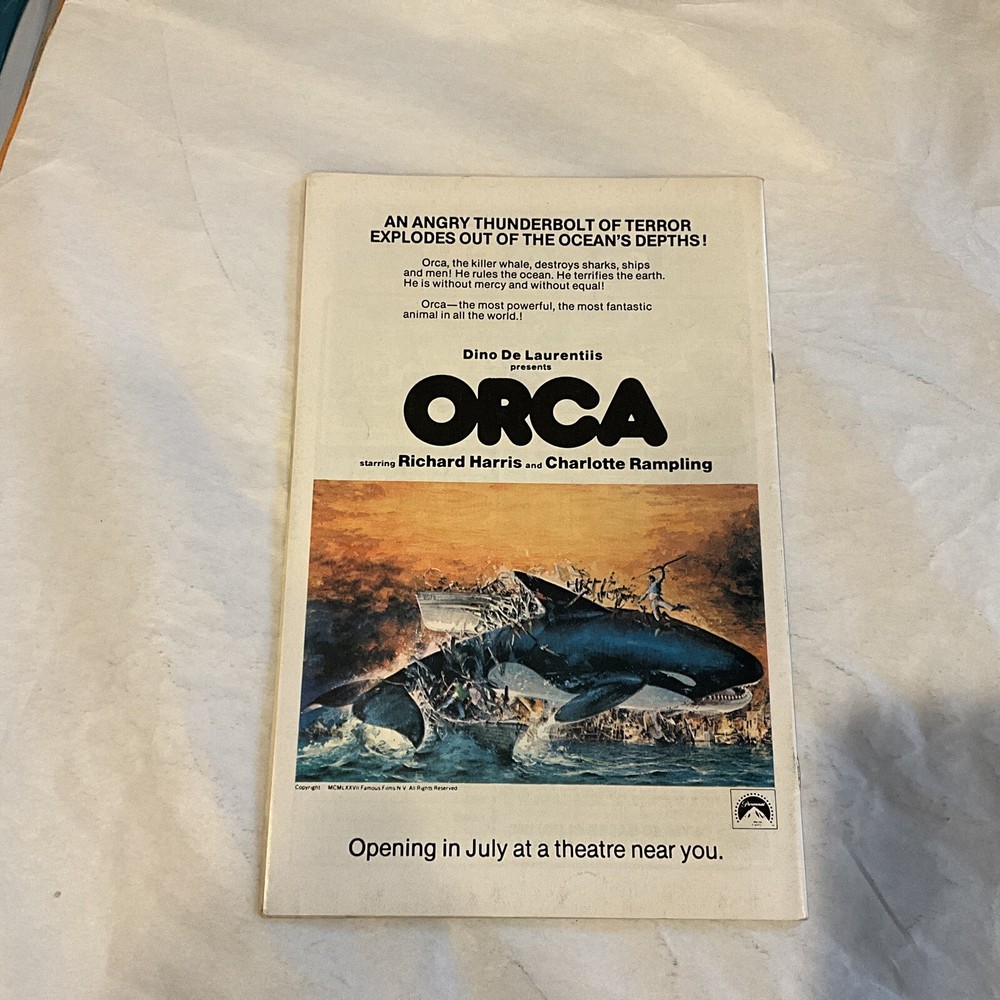 AN ANGRY THUNDERBOLT OF TERROR
EXPLODES OUT OF THE OCEAN'S DEPTHS!
Orca, the killer whale, destroys sharks, ships
and men! He rules the ocean. He terrifies the earth.
He is without mercy and without equal!
Orca—the most powerful, the most fantastic
animal in all the world.!
Dino De Laurentiis
presents
ORCA
starring Richard Harris and Charlotte Rampling
Copyright MCMLXXVII Famous Films N.V. All Rights Reserved
Paramount
Opening in July at a theatre near you.